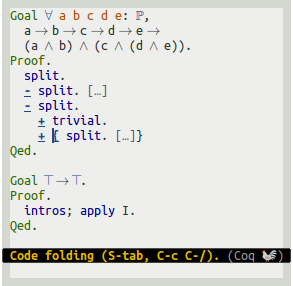 Goal ∀ a b c d e: ℙ,
a → b → c → d → e →
(a ∧ b) ∧ (c ∧ (d ∧ e)).
Proof.
split.
- split. […]
- split.
+ trivial.
+ { split. […]}
Qed.
Goal ⊤ → ⊤.
Proof.
intros; apply I.
Qed.
Code folding (S-tab, C-c C-/). (Coq 🐓)